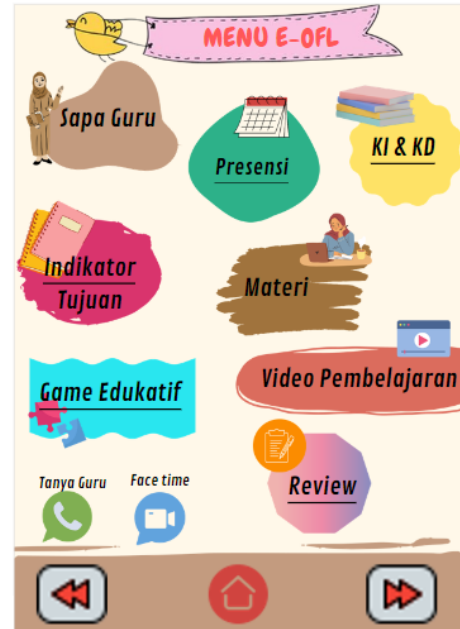 MENU E-OFL
Sapa Guru
Presensi
KI & KD
Indikator
Tujuan
Materi
Game Edukatif
Video Pembelajaran
Tanya Guru
Face time
Review